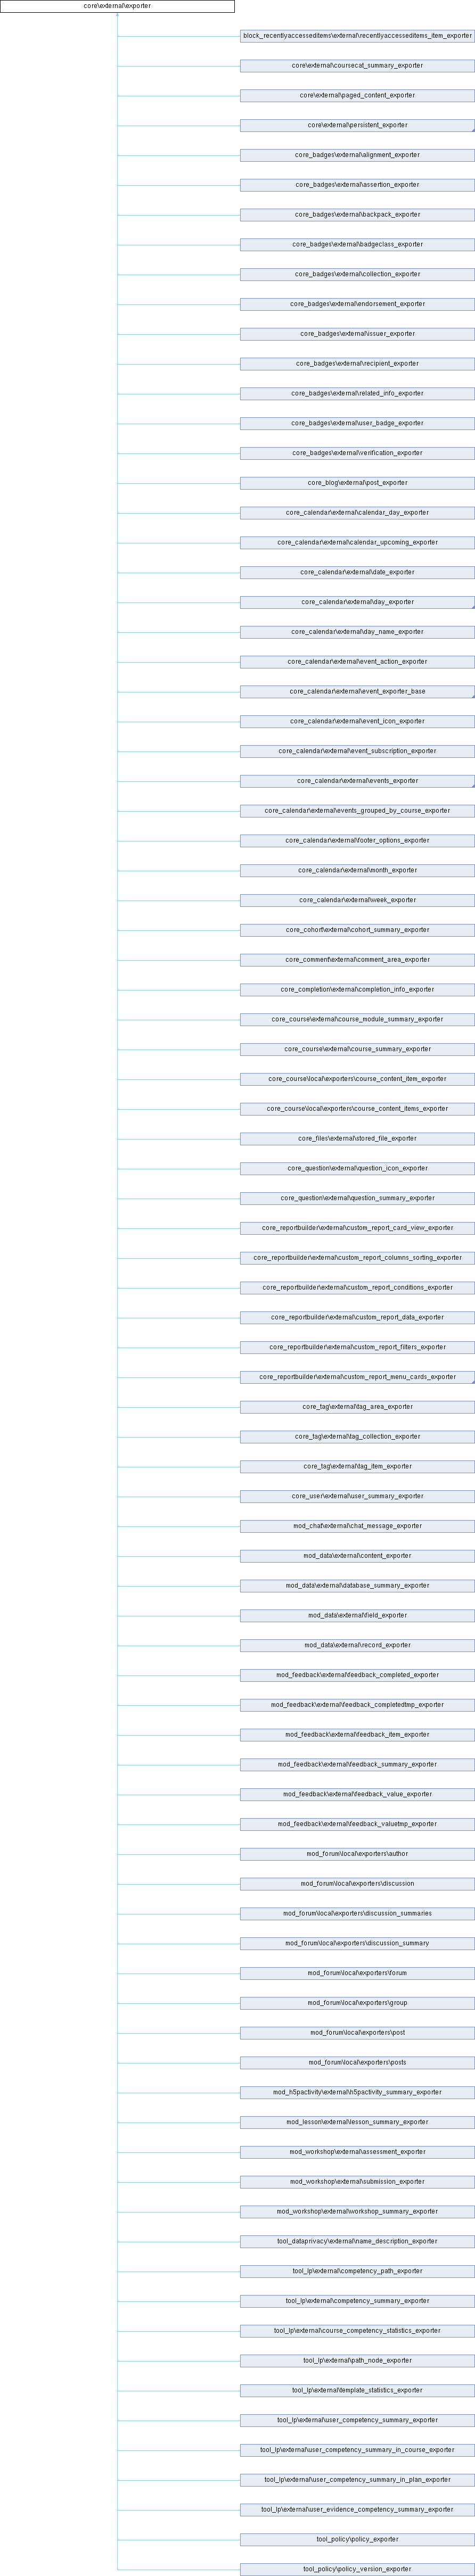 core\external\exporter
block_recentlyaccesseditems\external\recentlyaccesseditems_item_exporter
core\external\coursecat_summary_exporter
core\external\paged_content_exporter
core\external\persistent_exporter
core_badges\external\alignment_exporter
core_badges\external\assertion_exporter
core_badges\external\backpack_exporter
core_badges\external\badgeclass_exporter
core_badges\external\collection_exporter
core_badges\external\endorsement_exporter
core_badges\external\issuer_exporter
core_badges\external\recipient_exporter
core_badges\external\related_info_exporter
core_badges\external\user_badge_exporter
core_badges\external\verification_exporter
core_blog\external\post_exporter
core_calendar\external\calendar_day_exporter
core_calendar\external\calendar_upcoming_exporter
core_calendar\external\date_exporter
core_calendar\external\day_exporter
core_calendar\external\day_name_exporter
core_calendar\external\event_action_exporter
core_calendar\external\event_exporter_base
core_calendar\external\event_icon_exporter
core_calendar\external\event_subscription_exporter
core_calendar\external\events_exporter
core_calendar\external\events_grouped_by_course_exporter
core_calendar\external\footer_options_exporter
core_calendar\external\month_exporter
core_calendar\external\week_exporter
core_cohort\external\cohort_summary_exporter
core_comment\external\comment_area_exporter
core_completion\external\completion_info_exporter
core_course\external\course_module_summary_exporter
core_course\external\course_summary_exporter
core_course\local\exporters\course_content_item_exporter
core_course\local\exporters\course_content_items_exporter
core_files\external\stored_file_exporter
core_question\external\question_icon_exporter
core_question\external\question_summary_exporter
core_reportbuilder\external\custom_report_card_view_exporter
core_reportbuilder\external\custom_report_columns_sorting_exporter
core_reportbuilder\external\custom_report_conditions_exporter
core_reportbuilder\external\custom_report_data_exporter
core_reportbuilder\external\custom_report_filters_exporter
core_reportbuilder\external\custom_report_menu_cards_exporter
core_tag\external\tag_area_exporter
core_tag\external\tag_collection_exporter
core_tag\external\tag_item_exporter
core_user\external\user_summary_exporter
mod_chat\external\chat_message_exporter
mod_data\external\content_exporter
mod_data\external\database_summary_exporter
mod_data\external\field_exporter
mod_data\external\record_exporter
mod_feedback\external\feedback_completed_exporter
mod_feedback\external\feedback_completedtmp_exporter
mod_feedback\external\feedback_item_exporter
mod_feedback\external\feedback_summary_exporter
mod_feedback\external\feedback_value_exporter
mod_feedback\external\feedback_valuetmp_exporter
mod_forum\local\exporters\author
mod_forum\local\exporters\discussion
mod_forum\local\exporters\discussion_summaries
mod_forum\local\exporters\discussion_summary
mod_forum\local\exporters\forum
mod_forum\local\exporters\group
mod_forum\local\exporters\post
mod_forum\local\exporters\posts
mod_h5pactivity\external\h5pactivity_summary_exporter
mod_lesson\external\lesson_summary_exporter
mod_workshop\external\assessment_exporter
mod_workshop\external\submission_exporter
mod_workshop\external\workshop_summary_exporter
tool_dataprivacy\external\name_description_exporter
tool_lp\external\competency_path_exporter
tool_lp\external\competency_summary_exporter
tool_lp\external\course_competency_statistics_exporter
tool_lp\external\path_node_exporter
tool_lp\external\template_statistics_exporter
tool_lp\external\user_competency_summary_exporter
tool_lp\external\user_competency_summary_in_course_exporter
tool_lp\external\user_competency_summary_in_plan_exporter
tool_lp\external\user_evidence_competency_summary_exporter
tool_policy\policy_exporter
tool_policy\policy_version_exporter